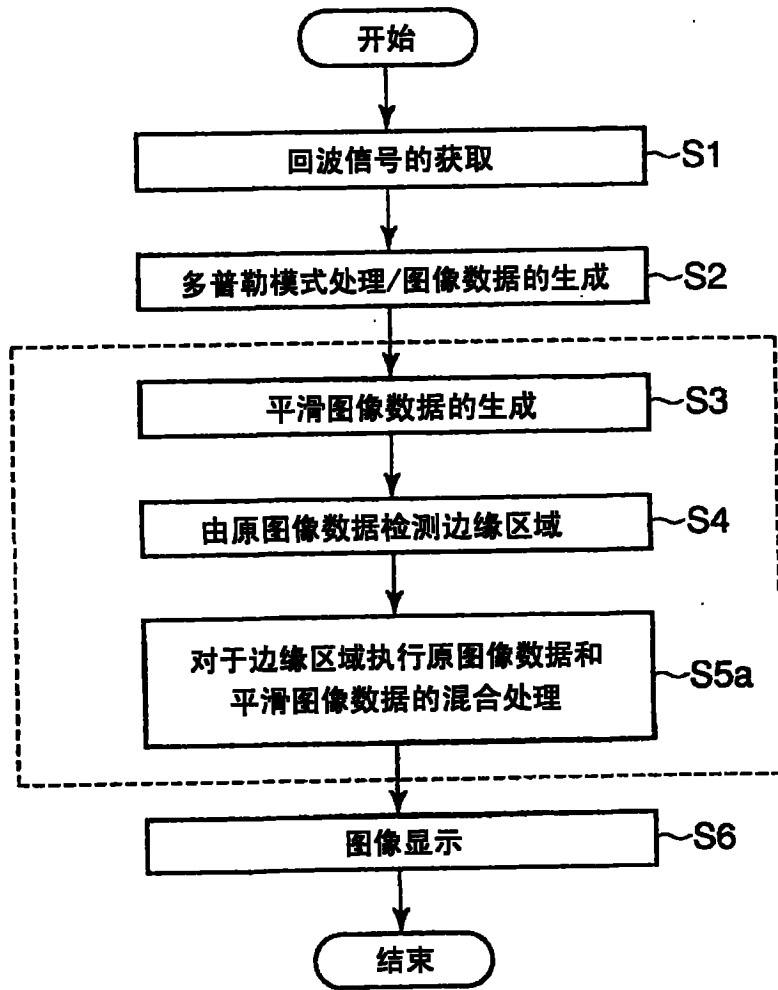 开始
回波信号的获取
S1
多普勒模式处理/图像数据的生成
S2
平滑图像数据的生成
S3
由原图像数据检测边缘区域
S4
对于边缘区域执行原图像数据和
平滑图像数据的混合处理
S5a
图像显示
S6
结束